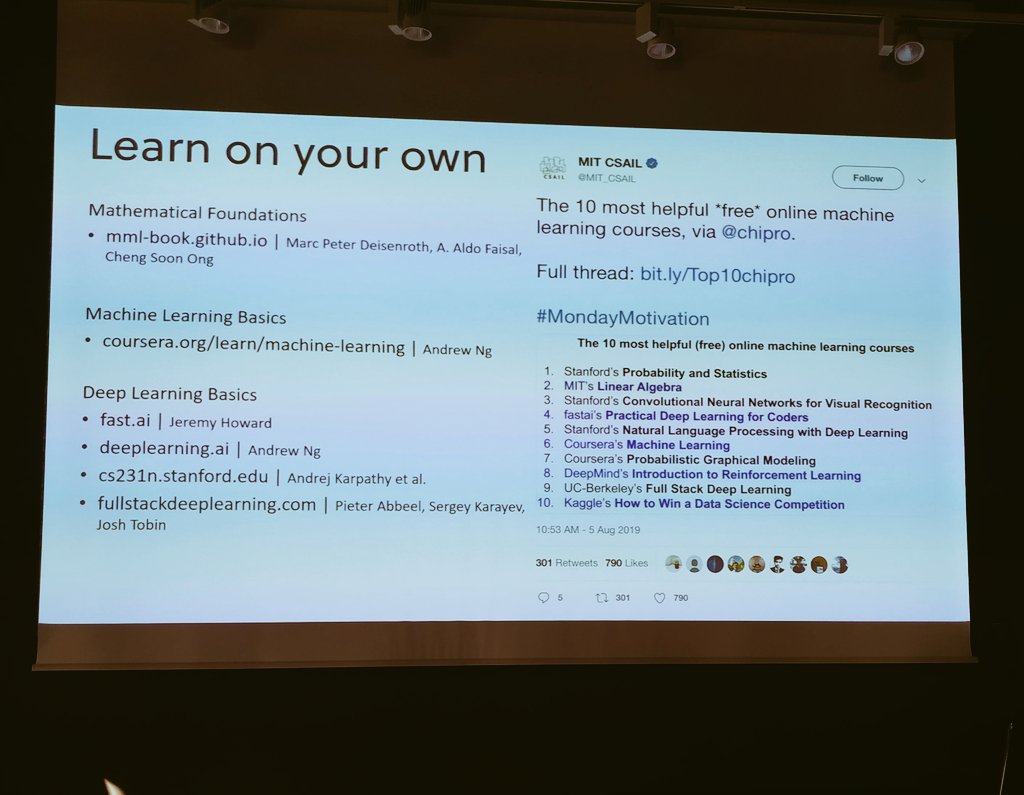 Learn on your own
Mathematical Foundations
• mml-book.github.io | Marc Peter Deisenroth, A. Aldo Faisal,
Cheng Soon Ong
Machine Learning Basics
• coursera.org/learn/machine-learning | Andrew Ng
Deep Learning Basics
• fast.ai | Jeremy Howard
• deeplearning.ai | Andrew Ng
• cs231n.stanford.edu | Andrej Karpathy et al.
• fullstackdeeplearning.com | Pieter Abbeel, Sergey Karayev,
Josh Tobin
CSAIL
MIT CSAIL
@MIT_CSAIL
Follow
The 10 most helpful *free* online machine
learning courses, via @chipro.
Full thread: bit.ly/Top10chipro
#MondayMotivation
The 10 most helpful (free) online machine learning courses
1. Stanford's Probability and Statistics
2. MIT's Linear Algebra
3. Stanford's Convolutional Neural Networks for Visual Recognition
4. fastai's Practical Deep Learning for Coders
5. Stanford's Natural Language Processing with Deep Learning
6. Coursera's Machine Learning
7. Coursera's Probabilistic Graphical Modeling
8. DeepMind's Introduction to Reinforcement Learning
9. UC-Berkeley's Full Stack Deep Learning
10. Kaggle's How to Win a Data Science Competition
10:53 AM - 5 Aug 2019
301 Retweets 790 Likes
5 301 790